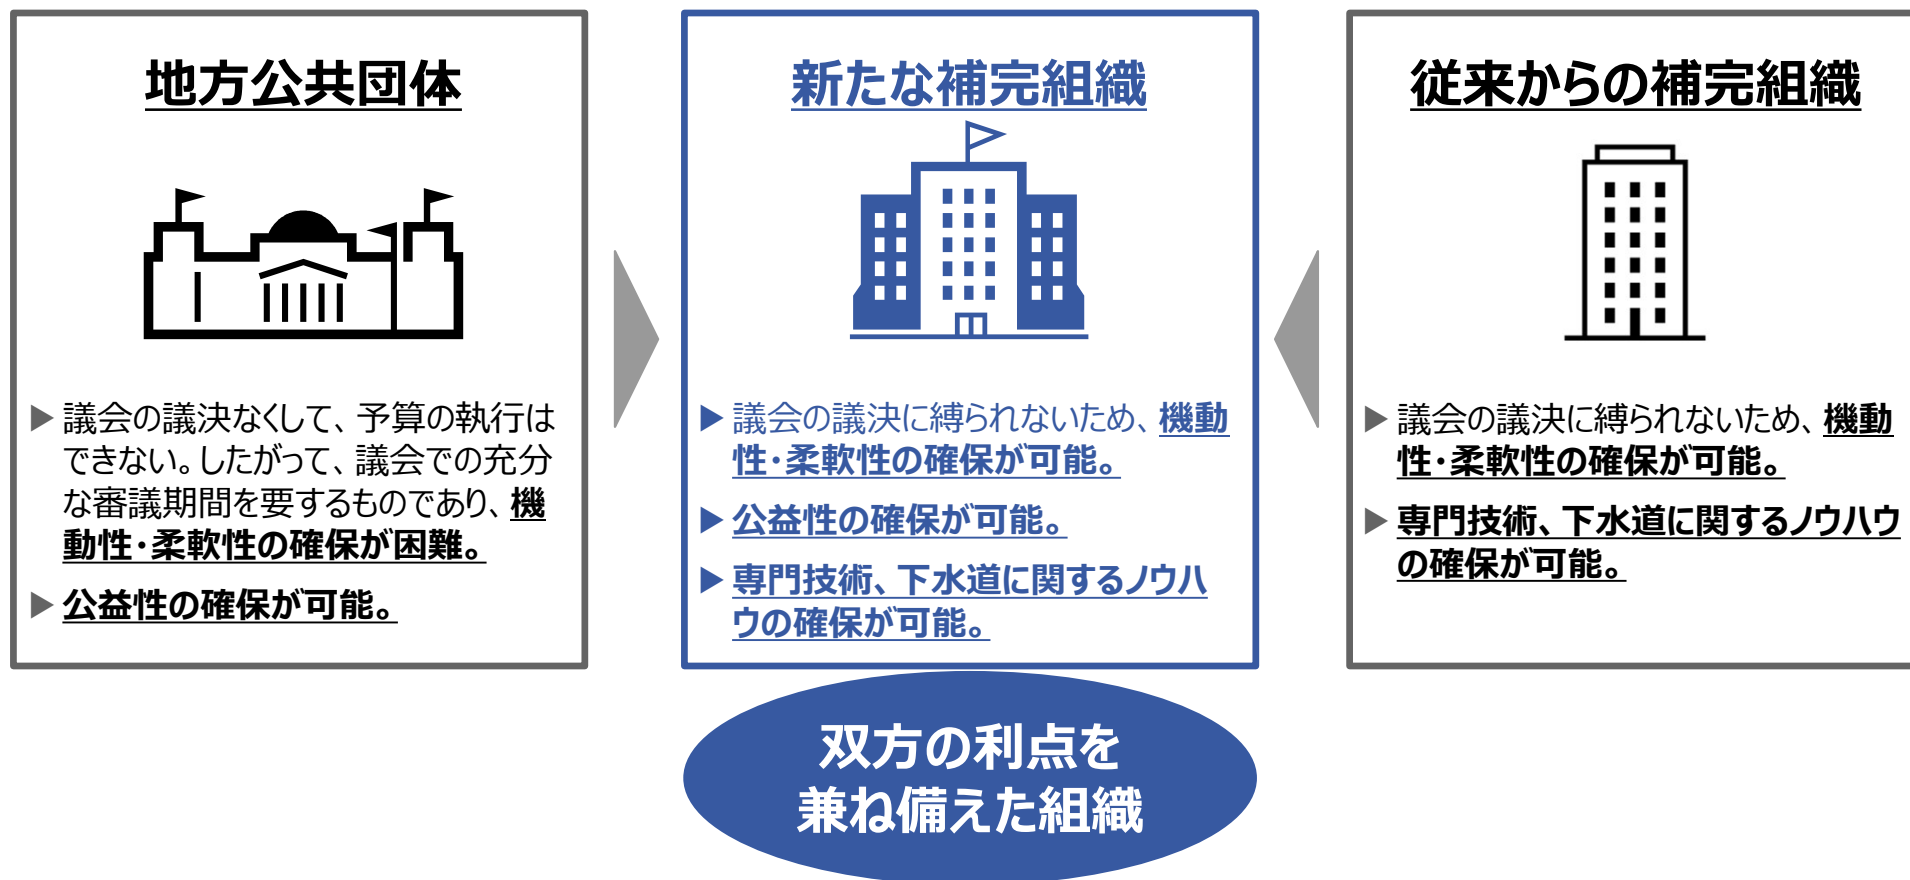 地方公共団体
議会の議決なくして、予算の執行は
できない。したがって、議会での充分
な審議期間を要するものであり、機
動性・柔軟性の確保が困難。
公益性の確保が可能。
新たな補完組織
議会の議決に縛られないため、機動
性・柔軟性の確保が可能。
公益性の確保が可能。
専門技術、下水道に関するノウハ
ウの確保が可能。
従来からの補完組織
議会の議決に縛られないため、機動
性・柔軟性の確保が可能。
専門技術、下水道に関するノウハウ
の確保が可能。
双方の利点を
兼ね備えた組織